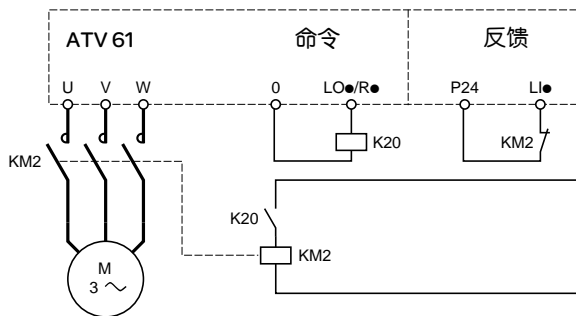 ATV 61 命令 反馈
U V W 0 LO●/R● P24 LI●
K20
KM2
KM2
K20
KM2
M
3 ~